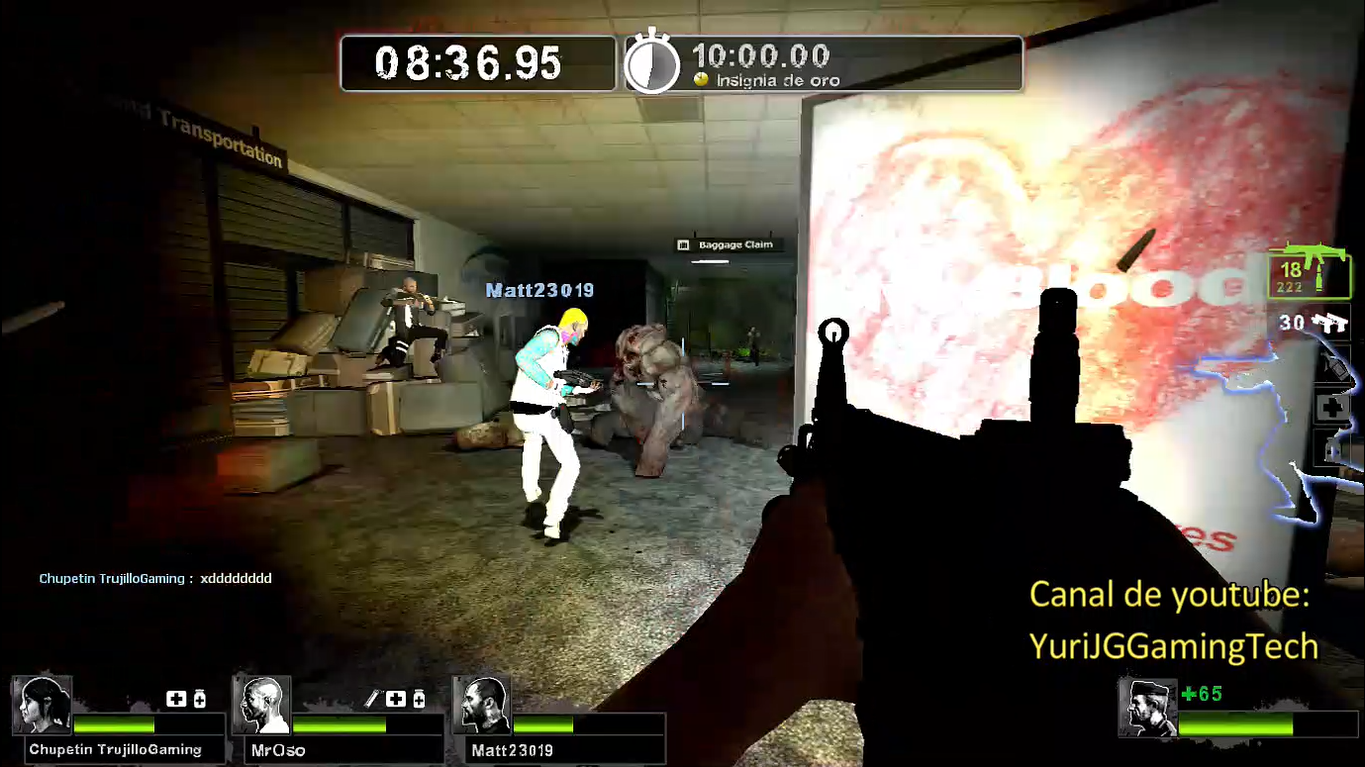 08:36.95
10:00.00
Insignia de oro
Transportation
Baggage Claim
Matt23019
Blood
18
222
30
Chupetin TrujilloGaming : xdddddddd
Canal de youtube:
YuriJGGamingTech
+65
Chupetin TrujilloGaming
MrOso
Matt23019